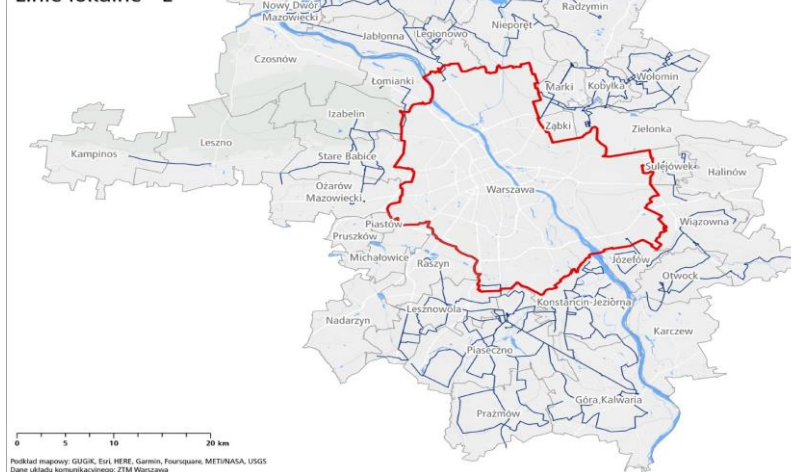 Linie lokalne - L
Nowy Dwór
Mazowiecki
Radzymin
Nieporęt
Legionowo
Jabłonna
Czosnów
Łomianki
Wołomin
Marki
Kobyłka
Izabelin
Ząbki
Zielonka
Leszno
Kampinos
Stare Babice
Sulejówek
Halinów
Ożarów
Mazowiecki
Warszawa
Wiązowna
Piastów
Pruszków
Michałowice
Raszyn
Józefów
Otwock
Konstancin-Jeziorna
Lesznowola
Nadarzyn
Karczew
Piaseczno
Góra Kalwaria
Prażmów
0 5 10 20 km
Podkład mapowy: GUGiK, Esri, HERE, Garmin, Foursquare, METI/NASA, USGS
Dane układu komunikacyjnego: ZTM Warszawa